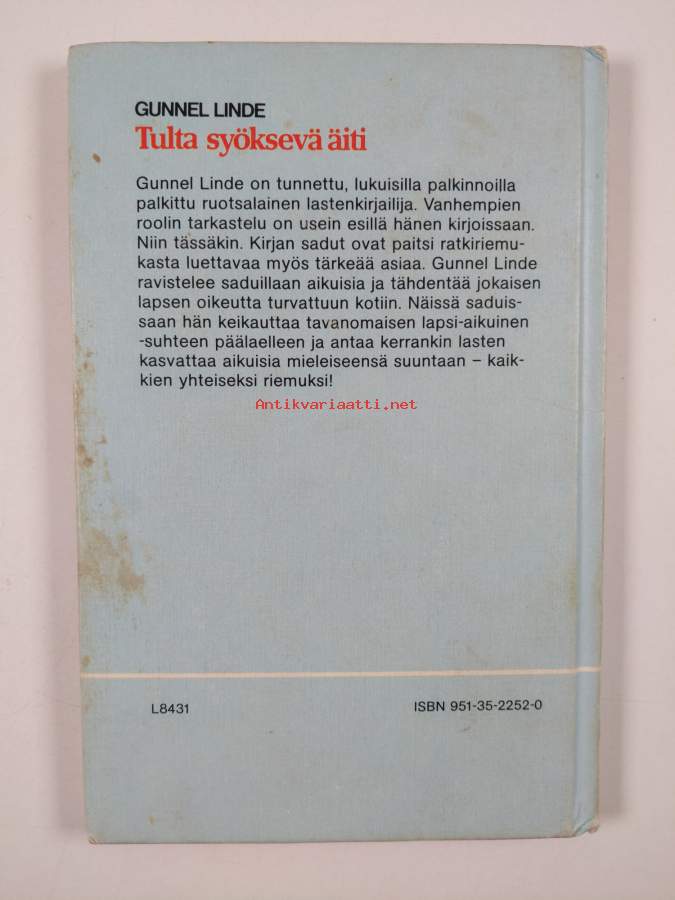 GUNNEL LINDE
Tulta syöksevä äiti
Gunnel Linde on tunnettu, lukuisilla palkinnoilla
palkittu ruotsalainen lastenkirjailija. Vanhempien
roolin tarkastelu on usein esillä hänen kirjoissaan.
Niin tässäkin. Kirjan sadut ovat paitsi ratkiriemu-
kasta luettavaa myös tärkeää asiaa. Gunnel Linde
ravistelee saduillaan aikuisia ja tähdentää jokaisen
lapsen oikeutta turvattuun kotiin. Näissä saduis-
saan hän keikauttaa tavanomaisen lapsi-aikuinen
-suhteen päälaelleen ja antaa kerrankin lasten
kasvattaa aikuisia mieleiseensä suuntaan – kaik-
kien yhteiseksi riemuksi!
Antikvariaatti.net
L8431
ISBN 951-35-2252-0